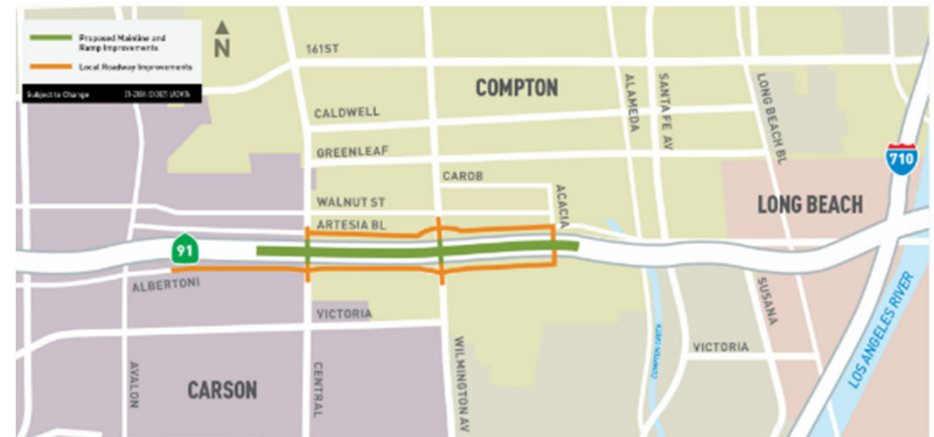 Proposed Mainline and
Ramp Improvements
Local Roadway Improvements
Subject to Change
N
161ST
COMPTON
CALDWELL
GREENLEAF
CAROB
WALNUT ST
ARTESIA BL
ALAMEDA
SANTA FE AV
LONG BEACH BL
710
ACACIA
LONG BEACH
91
ALBERTONI
VICTORIA
AVALON
CARSON
CENTRAL
WILMINGTON AV
COMPTON CREEK
VICTORIA
SUSANA
LOS ANGELES RIVER